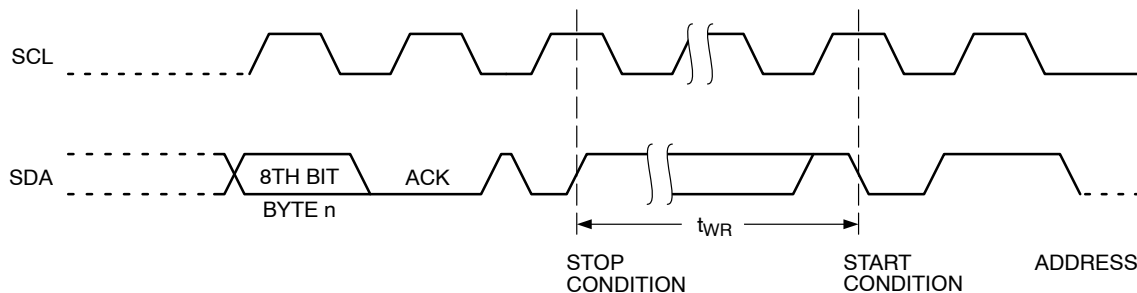 SCL
SDA
8TH BIT
ACK
BYTE n
tWR
STOP
CONDITION
START
CONDITION
ADDRESS